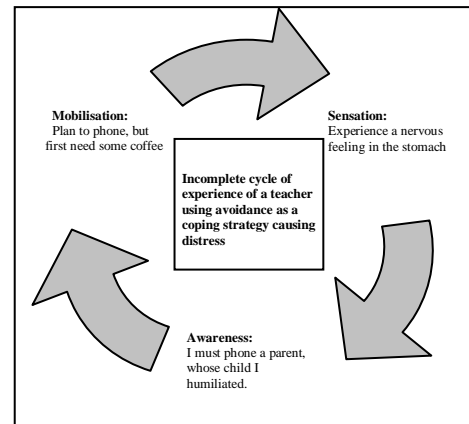 Mobilisation:
Plan to phone, but
first need some coffee
Sensation:
Experience a nervous
feeling in the stomach
Incomplete cycle of
experience of a teacher
using avoidance as a
coping strategy causing
distress
Awareness:
I must phone a parent,
whose child I
humiliated.